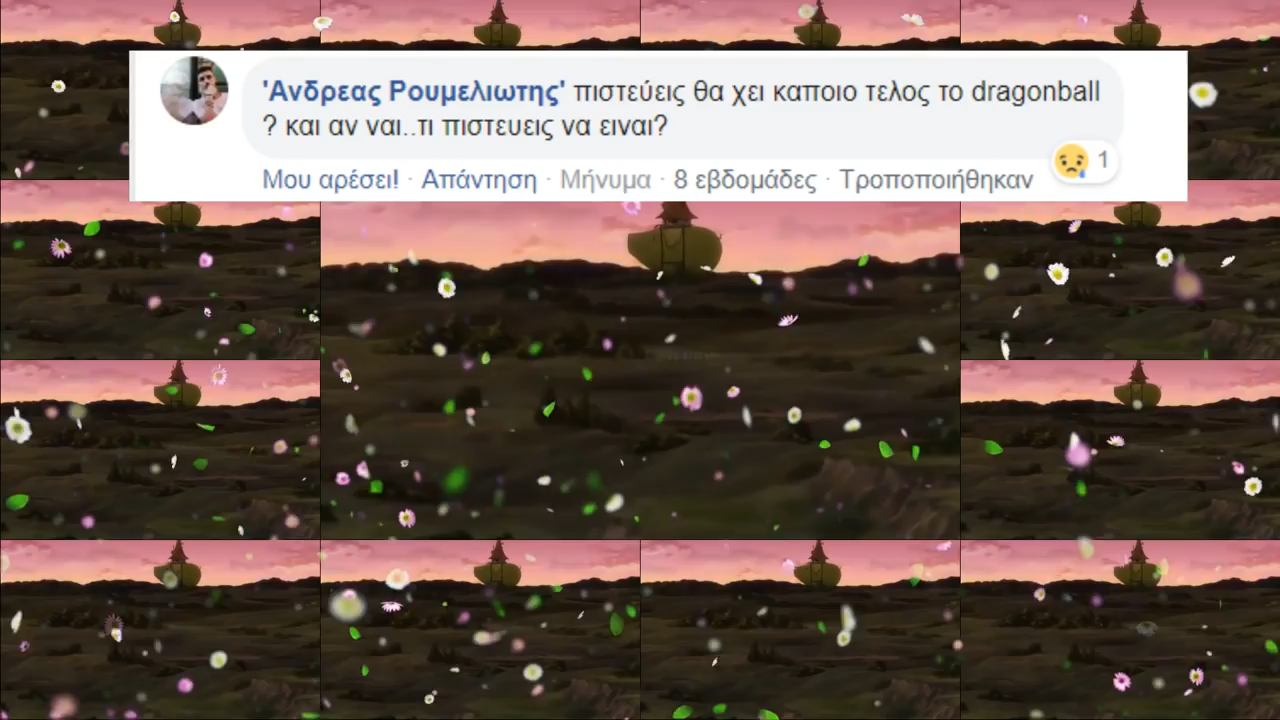 'Ανδρεας Ρουμελιωτης' πιστεύεις θα χει καποιο τελος το dragonball
? και αν ναι..τι πιστευεις να ειναι?
1
Μου αρέσει! · Απάντηση · Μήνυμα · 8 εβδομάδες · Τροποποιήθηκαν